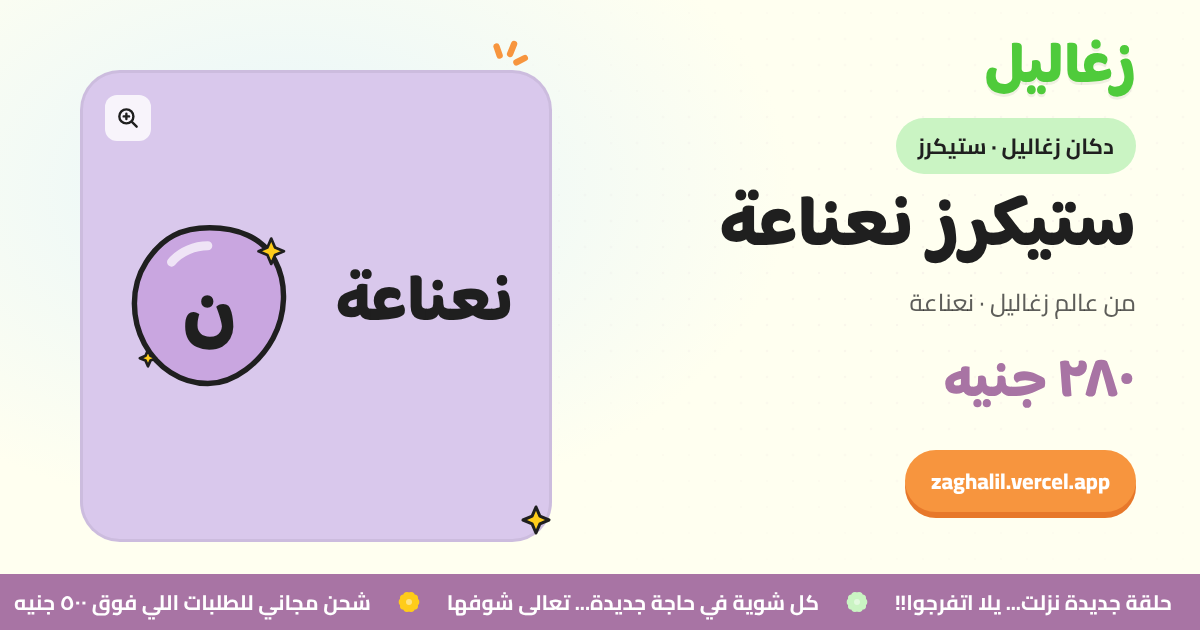 زغاليل
دكان زغاليل · ستيكرز
ستيكرز نعناعة
من عالم زغاليل · نعناعة
٢٨٠ جنيه
zaghalil.vercel.app
نعناعة
ن
حلقة جديدة نزلت... يلا اتفرجوا!! كل شوية في حاجة جديدة... تعالى شوفها شحن مجاني للطلبات اللي فوق ٥٠٠ جنيه